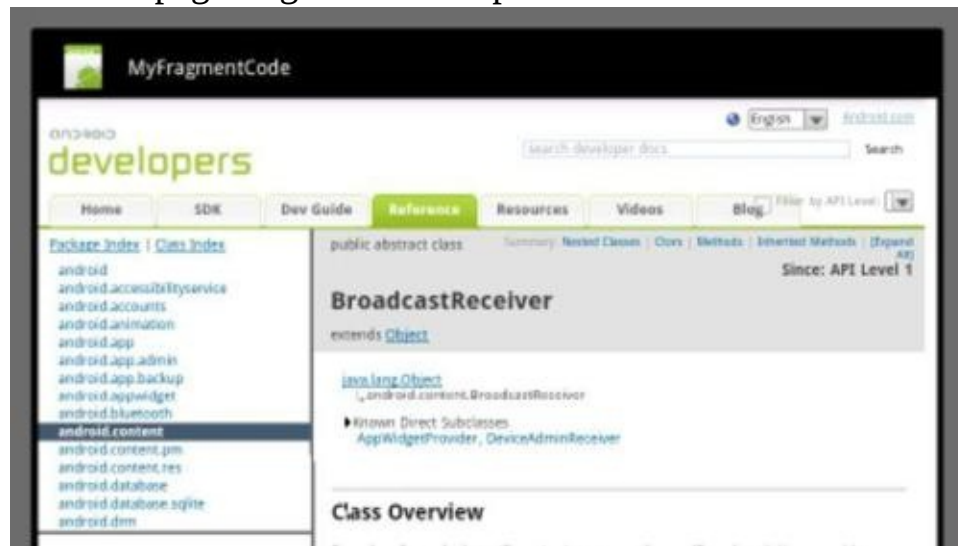 MyFragmentCode
English
Android.com
android
developers
search developer docs
Search
Home SDK Dev Guide Reference Resources Videos Blog
Filter by API Level:
Package Index | Class Index
android
android.accessibilityservice
android.accounts
android.animation
android.app
android.app.admin
android.app.backup
android.appwidget
android.bluetooth
android.content
android.content.pm
android.content.res
android.database
android.database.sqlite
android.drm
public abstract class
Summary: Nested Classes | Ctors | Methods | Inherited Methods | [Expand All]
Since: API Level 1
BroadcastReceiver
extends Object
java.lang.Object
android.content.BroadcastReceiver
Known Direct Subclasses
AppWidgetProvider, DeviceAdminReceiver
Class Overview